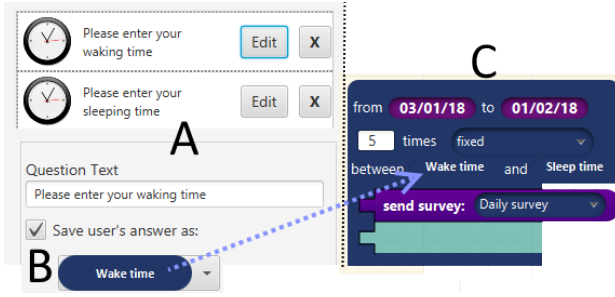 Please enter your
waking time
Edit
X
Please enter your
sleeping time
Edit
X
A
Question Text
Please enter your waking time
Save user's answer as:
B
Wake time
C
from 03/01/18 to 01/02/18
5 times fixed
between Wake time and Sleep time
send survey: Daily survey